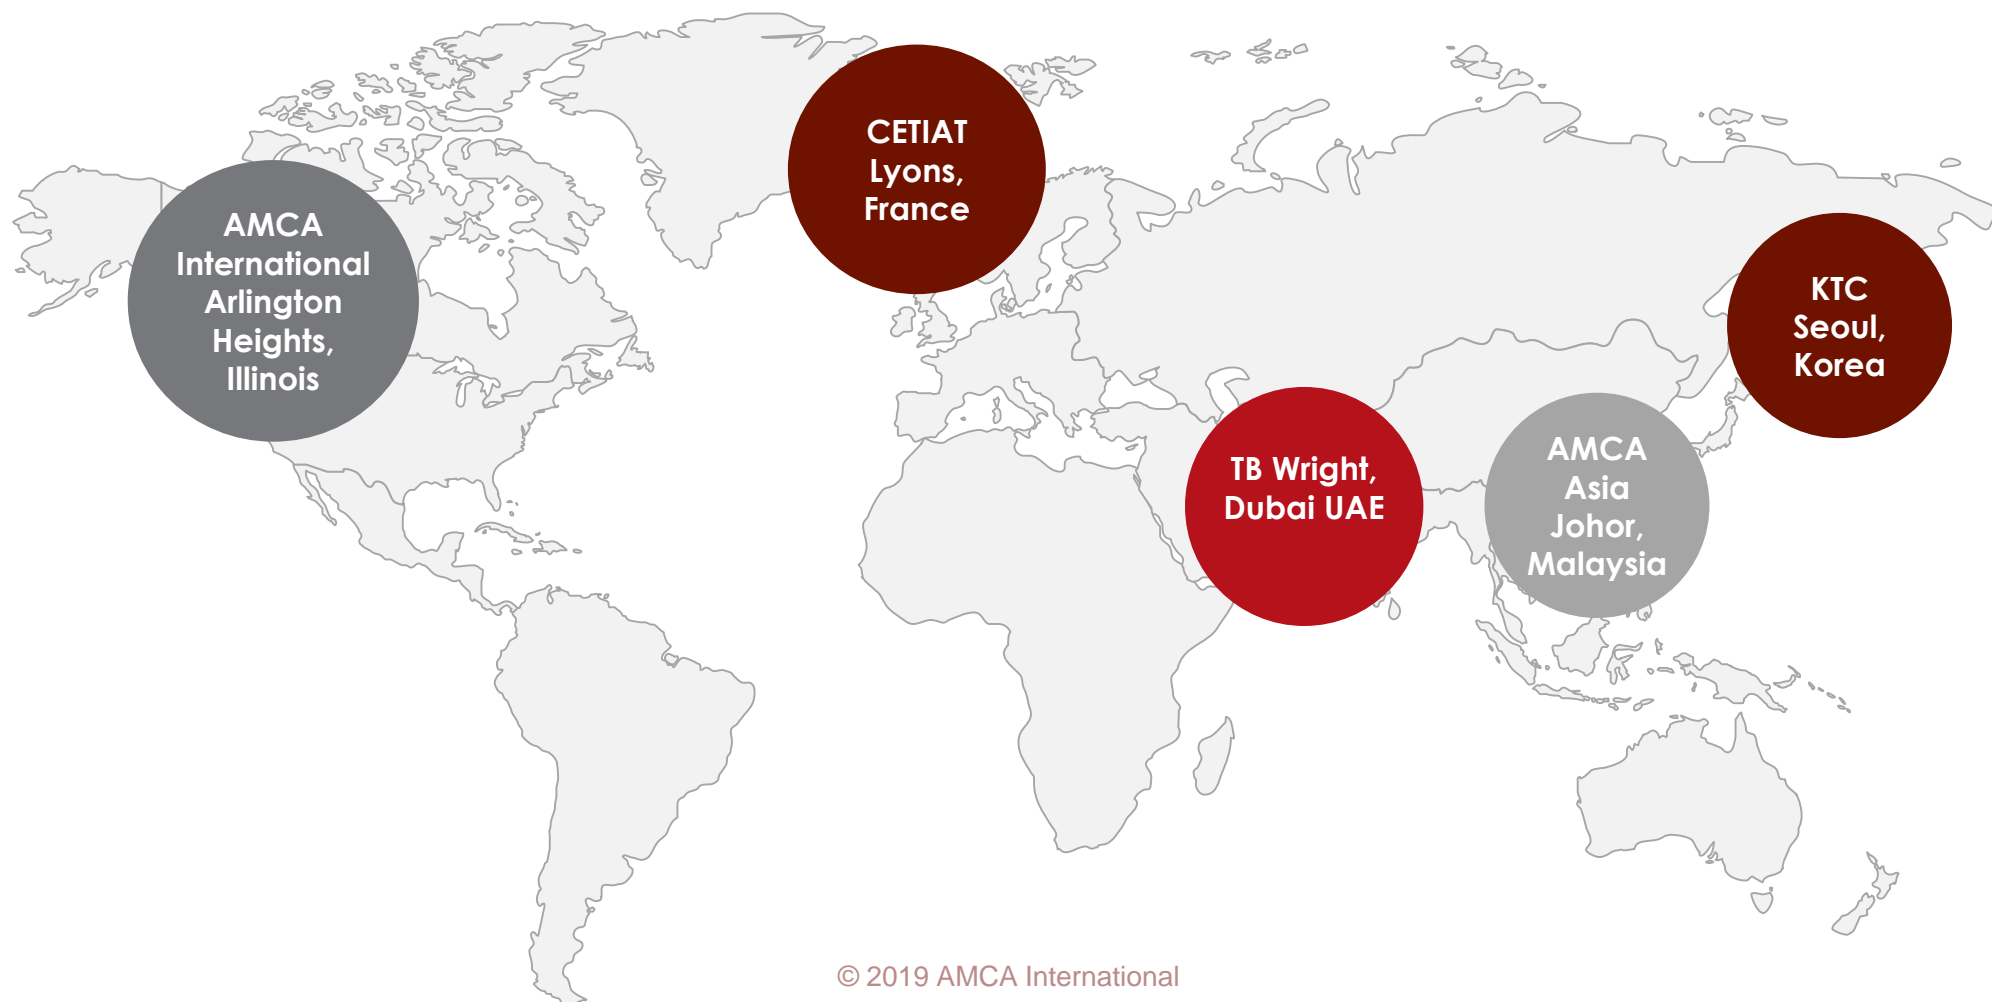 CETIAT
Lyons,
France
AMCA
International
Arlington
Heights,
Illinois
KTC
Seoul,
Korea
TB Wright,
Dubai UAE
AMCA
Asia
Johor,
Malaysia
© 2019 AMCA International